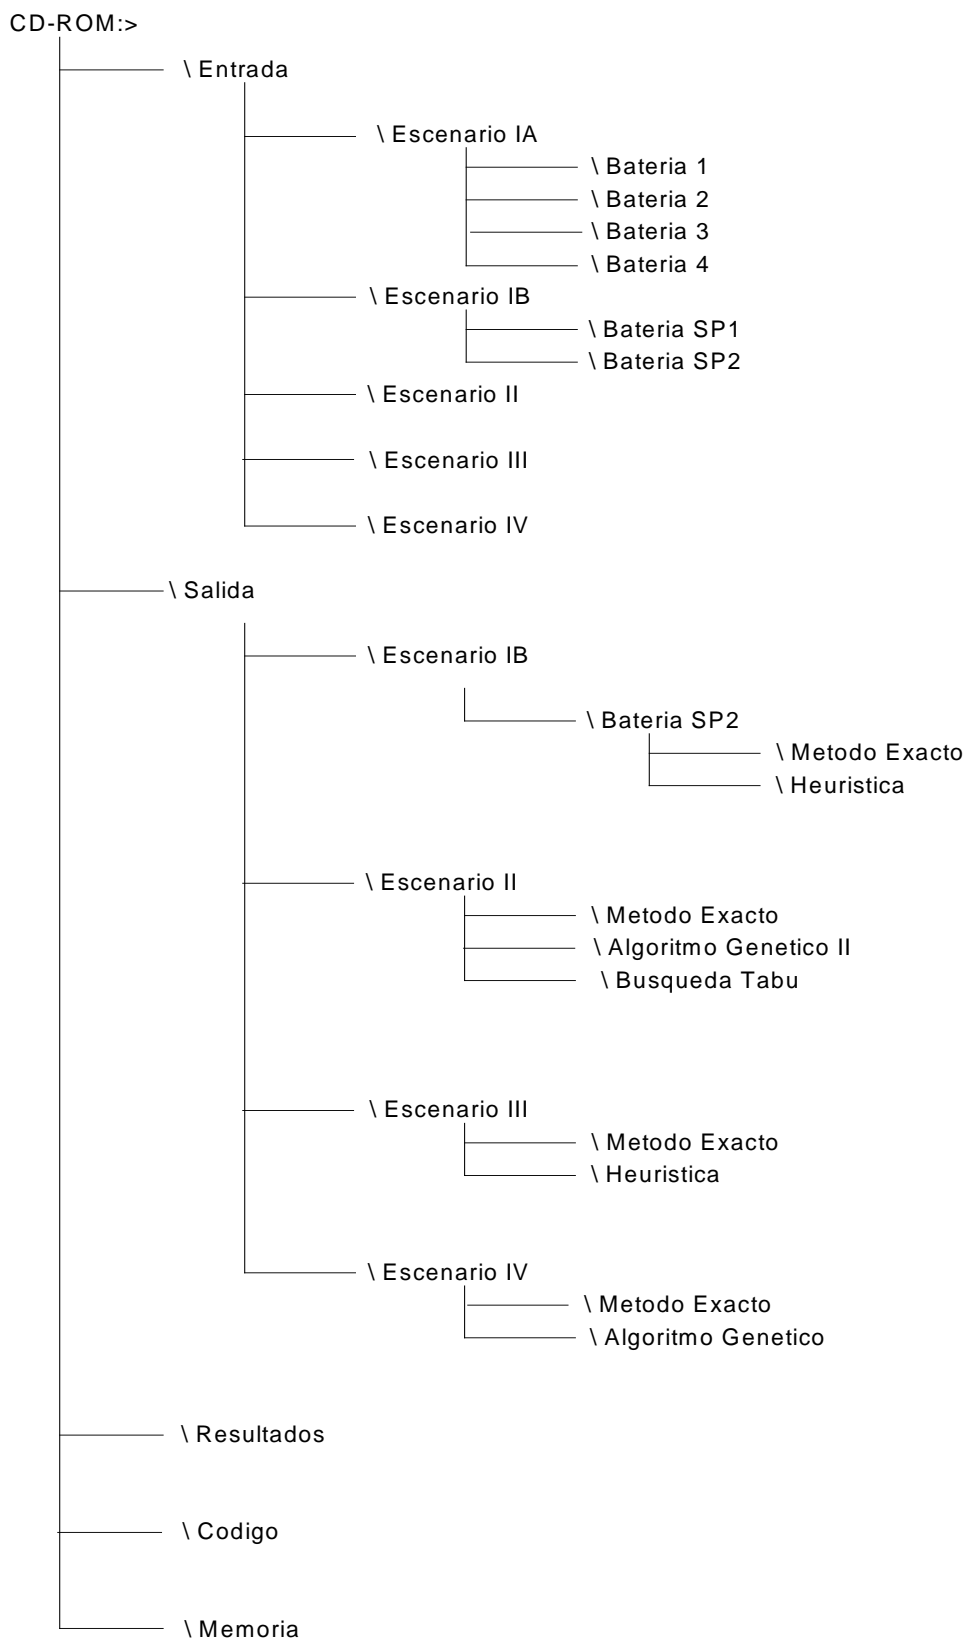 CD-ROM:>
\ Entrada
\ Escenario IA
\ Bateria 1
\ Bateria 2
\ Bateria 3
\ Bateria 4
\ Escenario IB
\ Bateria SP1
\ Bateria SP2
\ Escenario II
\ Escenario III
\ Escenario IV
\ Salida
\ Escenario IB
\ Bateria SP2
\ Metodo Exacto
\ Heuristica
\ Escenario II
\ Metodo Exacto
\ Algoritmo Genetico II
\ Busqueda Tabu
\ Escenario III
\ Metodo Exacto
\ Heuristica
\ Escenario IV
\ Metodo Exacto
\ Algoritmo Genetico
\ Resultados
\ Codigo
\ Memoria